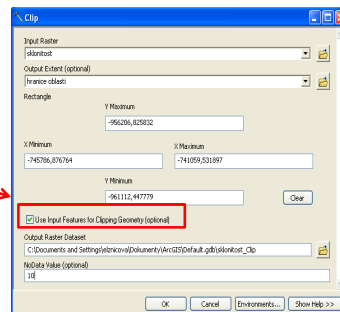 Clip
Input Raster
sklonitost
Output Extent (optional)
hranice oblasti
Rectangle
Y Maximum
-956206,825832
X Minimum
X Maximum
-745786,876764
-741059,531897
Y Minimum
-961112,447779
Clear
Use Input Features for Clipping Geometry (optional)
Output Raster Dataset
C:\Documents and Settings\elznicova\Dokumenty\ArcGIS\Default.gdb\sklonitost_Clip
NoData Value (optional)
10
OK
Cancel
Environments...
Show Help >>